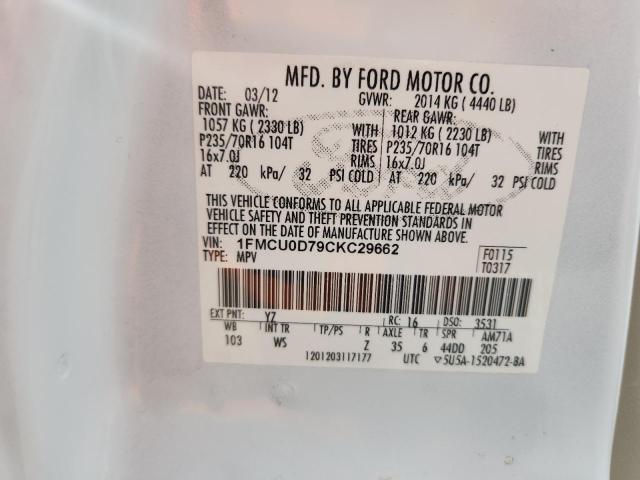 MFD. BY FORD MOTOR CO.
DATE: 03/12 GVWR: 2014 KG ( 4440 LB)
FRONT GAWR: REAR GAWR:
1057 KG ( 2330 LB) WITH 1012 KG ( 2230 LB) WITH
P235/70R16 104T TIRES P235/70R16 104T TIRES
16x7.0J RIMS 16x7.0J RIMS
AT 220 kPa/ 32 PSI COLD AT 220 kPa/ 32 PSI COLD
THIS VEHICLE CONFORMS TO ALL APPLICABLE FEDERAL MOTOR
VEHICLE SAFETY AND THEFT PREVENTION STANDARDS IN
EFFECT ON THE DATE OF MANUFACTURE SHOWN ABOVE.
VIN: 1FMCU0D79CKC29662 F0115
TYPE: MPV T0317
EXT PNT: YZ RC: 16 DSO: 3531
WB INT TR TP/PS R AXLE TR SPR AM71A
103 WS Z 35 6 44DD 205
1201203117177 UTC ▽5U5A-1520472-BA